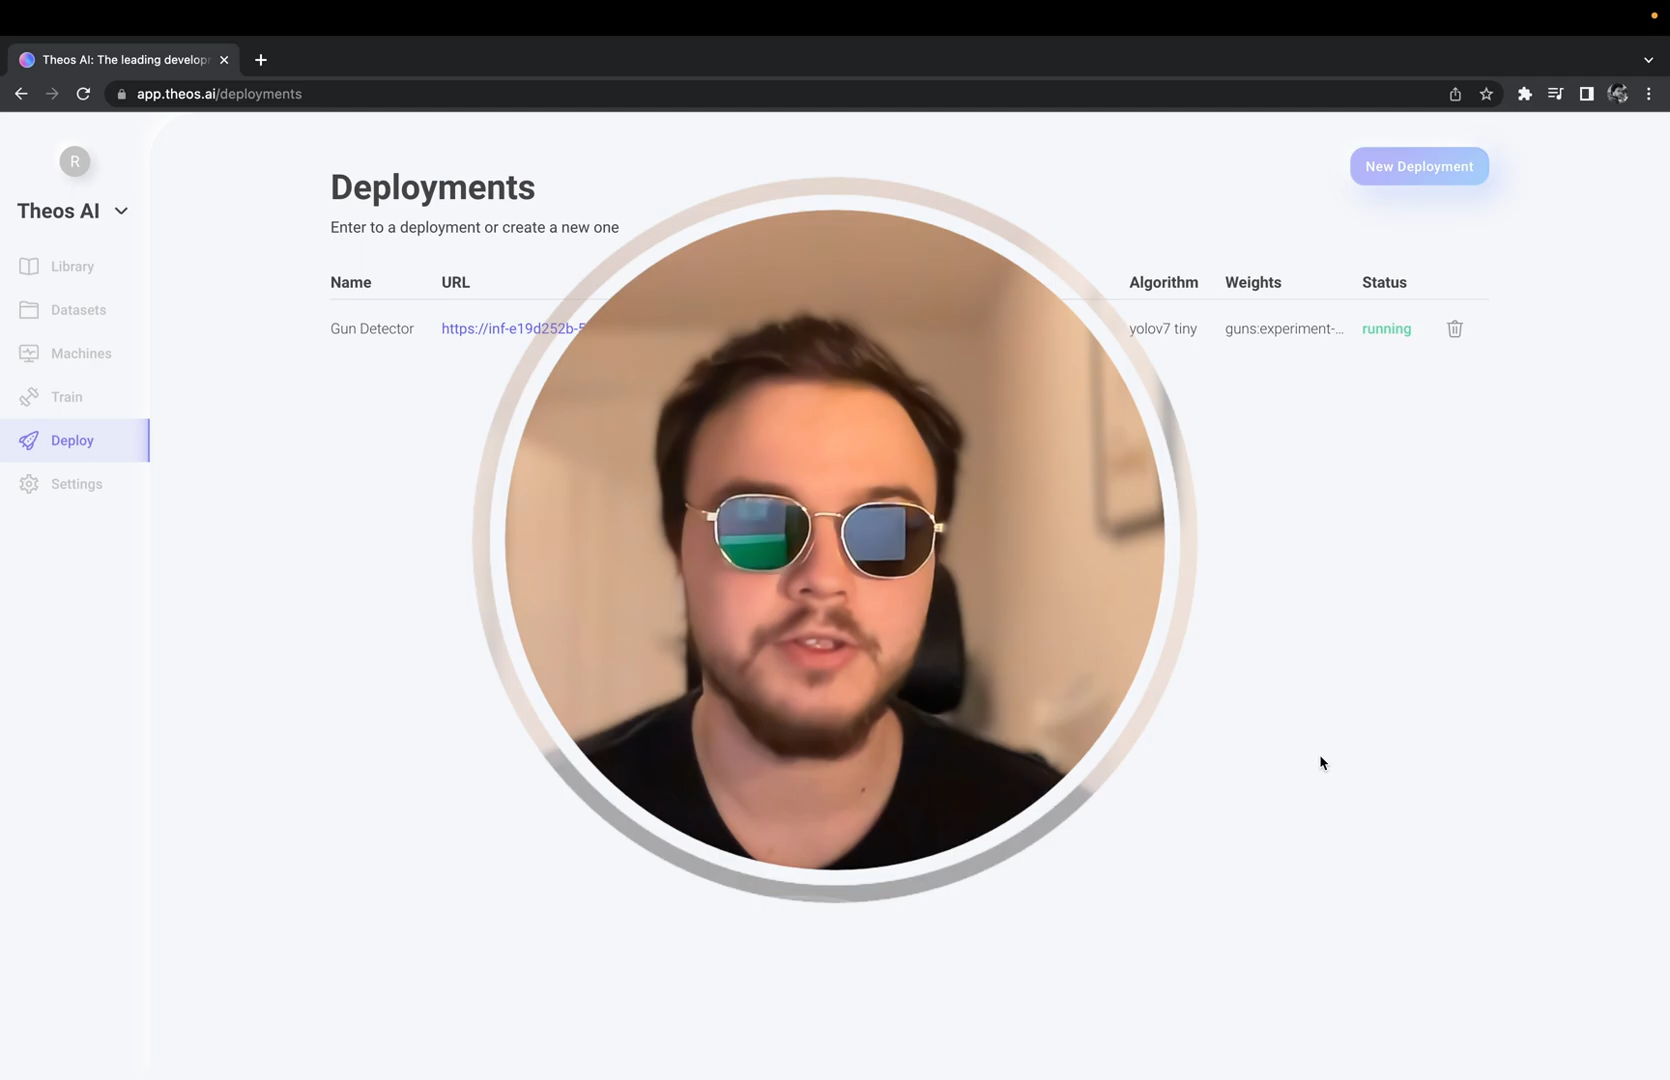 Theos AI: The leading develop
app.theos.ai/deployments
R
Theos AI
Library
Datasets
Machines
Train
Deploy
Settings
Deployments
Enter to a deployment or create a new one
New Deployment
Name URL Algorithm Weights Status
Gun Detector https://inf-e19d252b-5 yolov7 tiny guns:experiment-... running